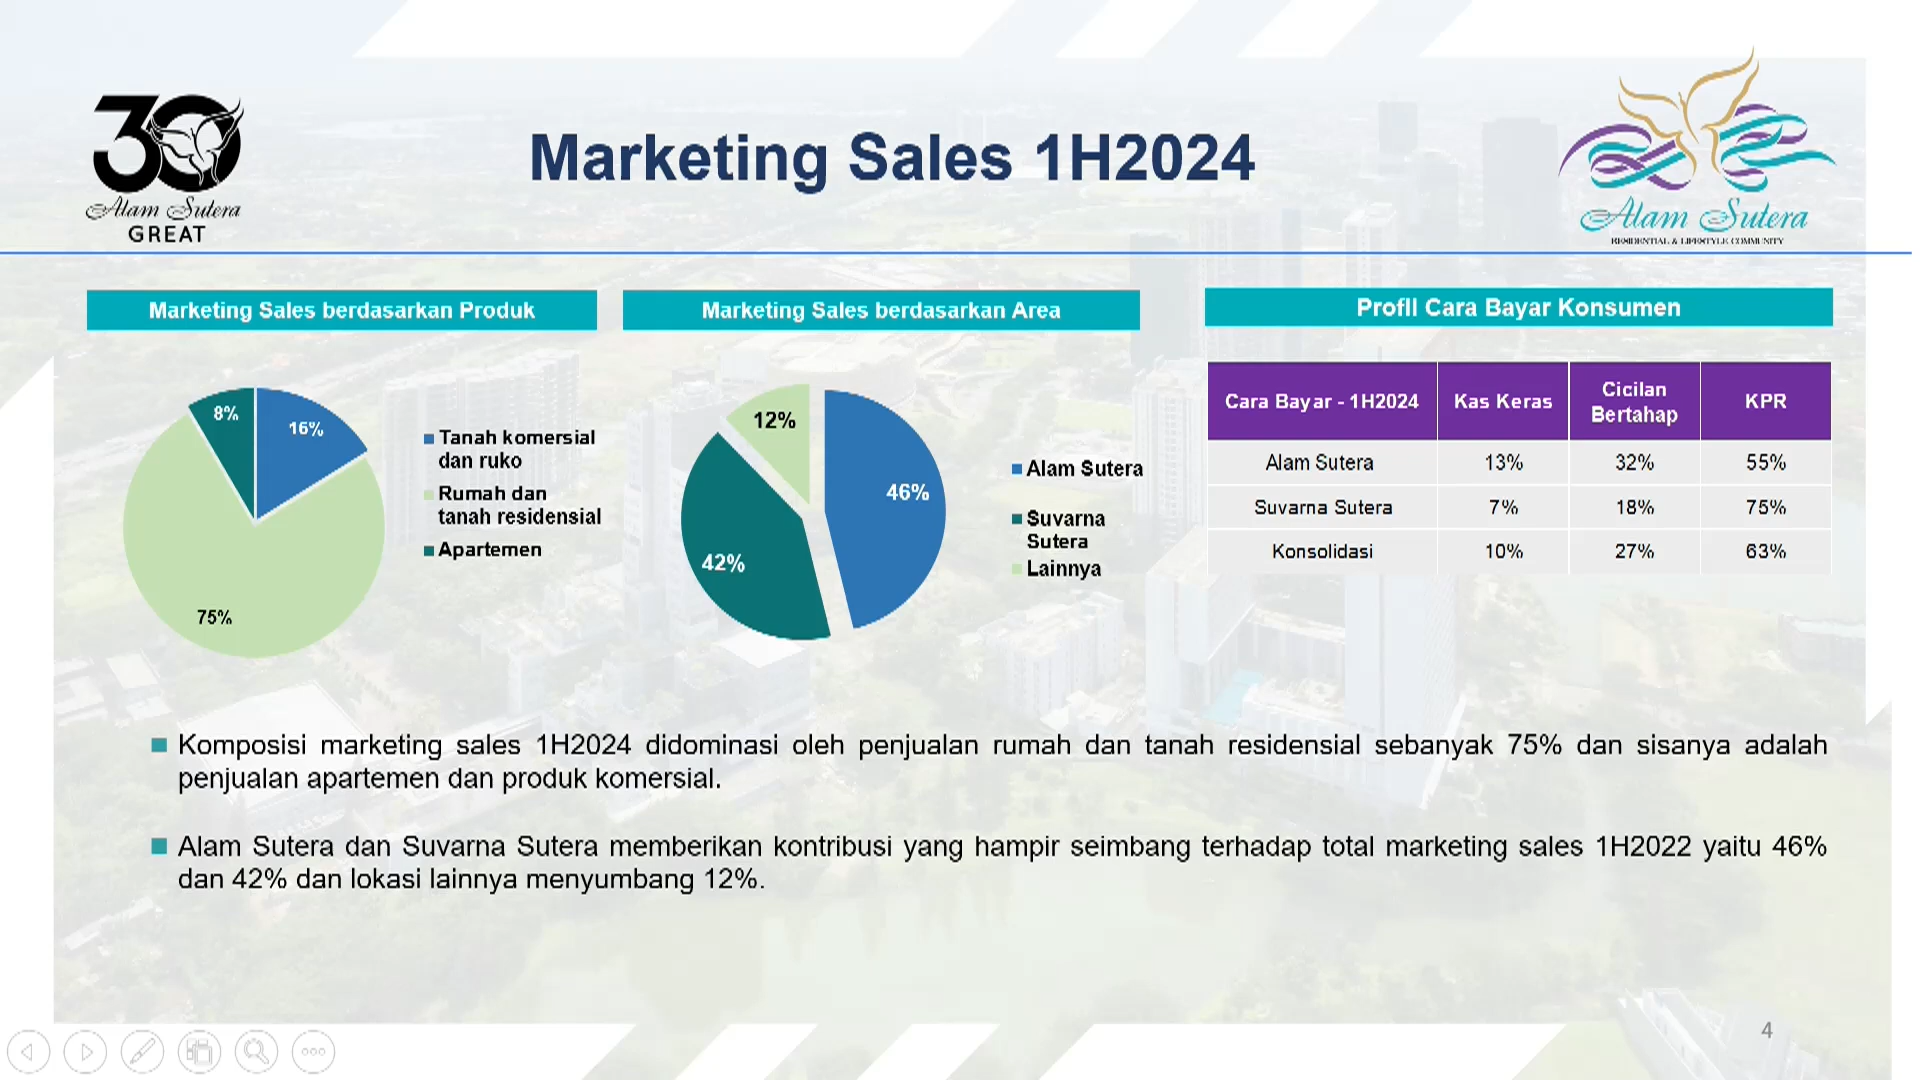 30
Alam Sutera
GREAT
Marketing Sales 1H2024
Alam Sutera
RESIDENTIAL & LIFESTYLE COMMUNITY
Marketing Sales berdasarkan Produk
8%
16%
75%
Tanah komersial
dan ruko
Rumah dan
tanah residensial
Apartemen
Marketing Sales berdasarkan Area
12%
46%
42%
Alam Sutera
Suvarna
Sutera
Lainnya
Profil Cara Bayar Konsumen
Cara Bayar - 1H2024 Kas Keras Cicilan Bertahap KPR
Alam Sutera 13% 32% 55%
Suvarna Sutera 7% 18% 75%
Konsolidasi 10% 27% 63%
Komposisi marketing sales 1H2024 didominasi oleh penjualan rumah dan tanah residensial sebanyak 75% dan sisanya adalah
penjualan apartemen dan produk komersial.
Alam Sutera dan Suvarna Sutera memberikan kontribusi yang hampir seimbang terhadap total marketing sales 1H2022 yaitu 46%
dan 42% dan lokasi lainnya menyumbang 12%.
4